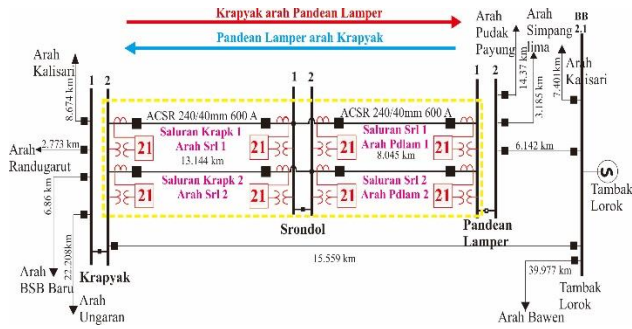 Krapyak arah Pandean Lamper
Pandean Lamper arah Krapyak
Arah
Kalisari
8.674 km
Arah
Randugarut
2.773 km
6.86 km
22.208km
Arah
BSB Baru
Arah
Ungaran
1 2
Krapyak
ACSR 240/40mm 600 A
Saluran Krapk 1
Arah Srl 1
13.144 km
21
21
Saluran Krapk 2
Arah Srl 2
21
21
1 2
Srondol
ACSR 240/40mm 600 A
Saluran Srl 1
Arah Pdlam 1
8.045 km
21
21
Saluran Srl 2
Arah Pdlam 2
21
21
1 2
Pandean
Lamper
Arah
Pudak
Payung
14.37 km
Arah
Simpang
lima
3.185 km
7.401km
Arah
Kalisari
BB
2.1
6.142 km
S
Tambak
Lorok
15.559 km
39.977 km
Arah Bawen
Tambak
Lorok